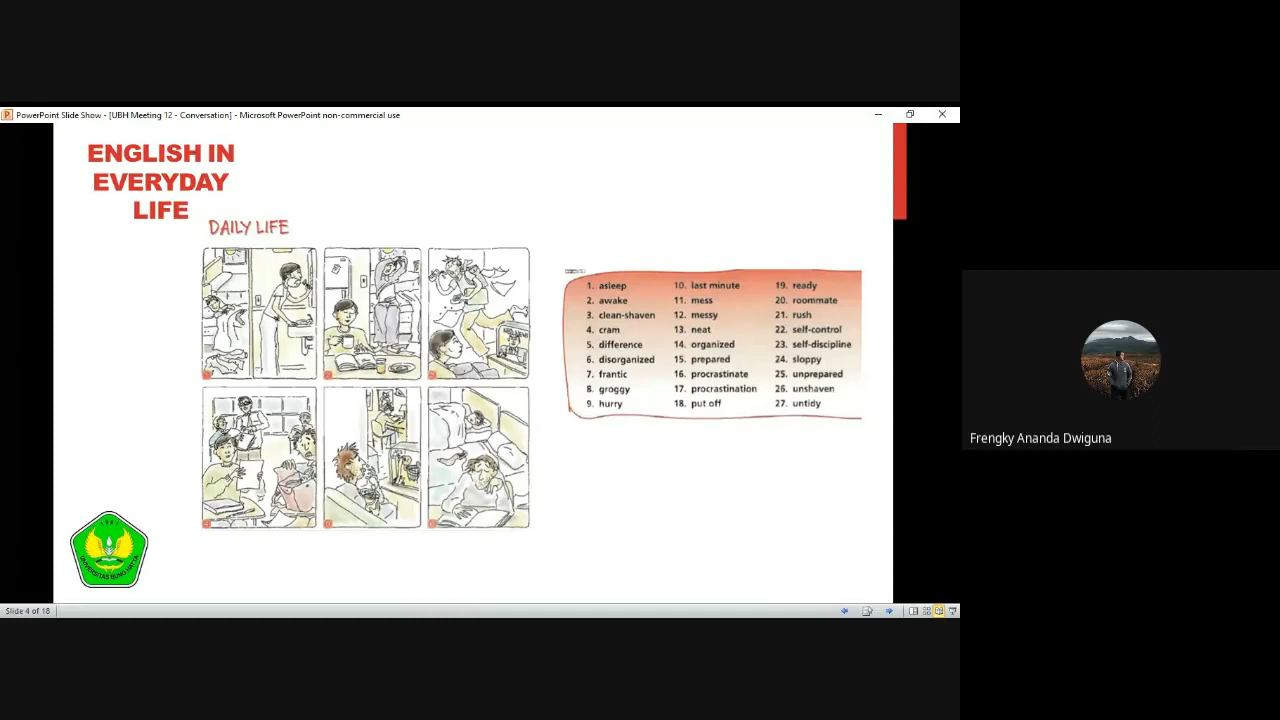 PowerPoint Slide Show - [UBH Meeting 12 - Conversation] - Microsoft PowerPoint non-commercial use
ENGLISH IN
EVERYDAY
LIFE
DAILY LIFE
1. asleep
2. awake
3. clean-shaven
4. cram
5. difference
6. disorganized
7. frantic
8. groggy
9. hurry
10. last minute
11. mess
12. messy
13. neat
14. organized
15. prepared
16. procrastinate
17. procrastination
18. put off
19. ready
20. roommate
21. rush
22. self-control
23. self-discipline
24. sloppy
25. unprepared
26. unshaven
27. untidy
1981
UNIVERSITAS BUNG HATTA
Frengky Ananda Dwiguna
Slide 4 of 18